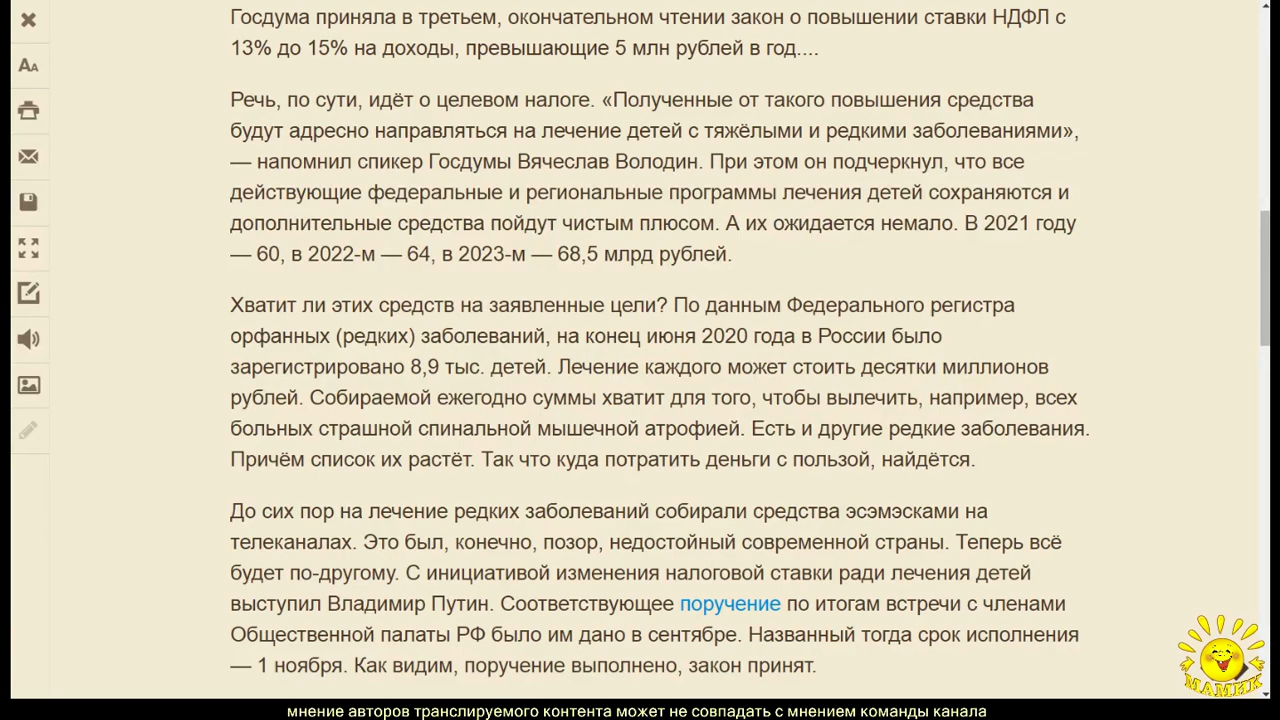 Госдума приняла в третьем, окончательном чтении закон о повышении ставки НДФЛ с
13% до 15% на доходы, превышающие 5 млн рублей в год....
Речь, по сути, идёт о целевом налоге. «Полученные от такого повышения средства
будут адресно направляться на лечение детей с тяжёлыми и редкими заболеваниями»,
— напомнил спикер Госдумы Вячеслав Володин. При этом он подчеркнул, что все
действующие федеральные и региональные программы лечения детей сохраняются и
дополнительные средства пойдут чистым плюсом. А их ожидается немало. В 2021 году
— 60, в 2022-м — 64, в 2023-м — 68,5 млрд рублей.
Хватит ли этих средств на заявленные цели? По данным Федерального регистра
орфанных (редких) заболеваний, на конец июня 2020 года в России было
зарегистрировано 8,9 тыс. детей. Лечение каждого может стоить десятки миллионов
рублей. Собираемой ежегодно суммы хватит для того, чтобы вылечить, например, всех
больных страшной спинальной мышечной атрофией. Есть и другие редкие заболевания.
Причём список их растёт. Так что куда потратить деньги с пользой, найдётся.
До сих пор на лечение редких заболеваний собирали средства эсэмэсками на
телеканалах. Это был, конечно, позор, недостойный современной страны. Теперь всё
будет по-другому. С инициативой изменения налоговой ставки ради лечения детей
выступил Владимир Путин. Соответствующее поручение по итогам встречи с членами
Общественной палаты РФ было им дано в сентябре. Названный тогда срок исполнения
— 1 ноября. Как видим, поручение выполнено, закон принят.
МАМИК
мнение авторов транслируемого контента может не совпадать с мнением команды канала